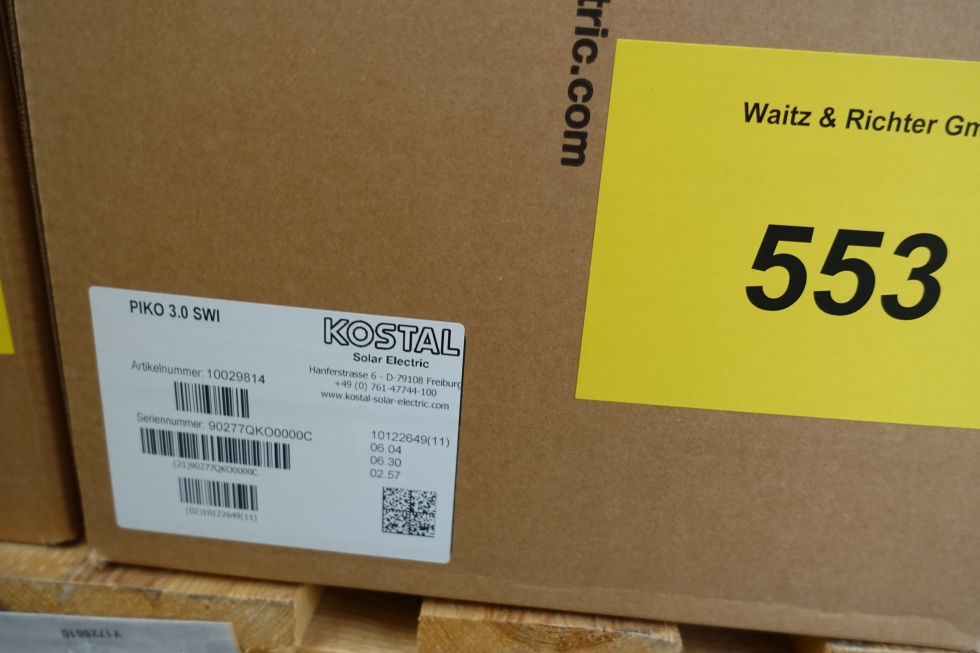 tric.com
Waitz & Richter Gm
553
PIKO 3.0 SWI
KOSTAL
Solar Electric
Hanferstrasse 6 - D-79108 Freiburg
+49 (0) 761-47744-100
www.kostal-solar-electric.com
Artikelnummer: 10029814
Seriennummer: 90277QKO0000C
(21)90277QKO0000C
(02)10122649(11)
10122649(11)
06.04
06.30
02.57